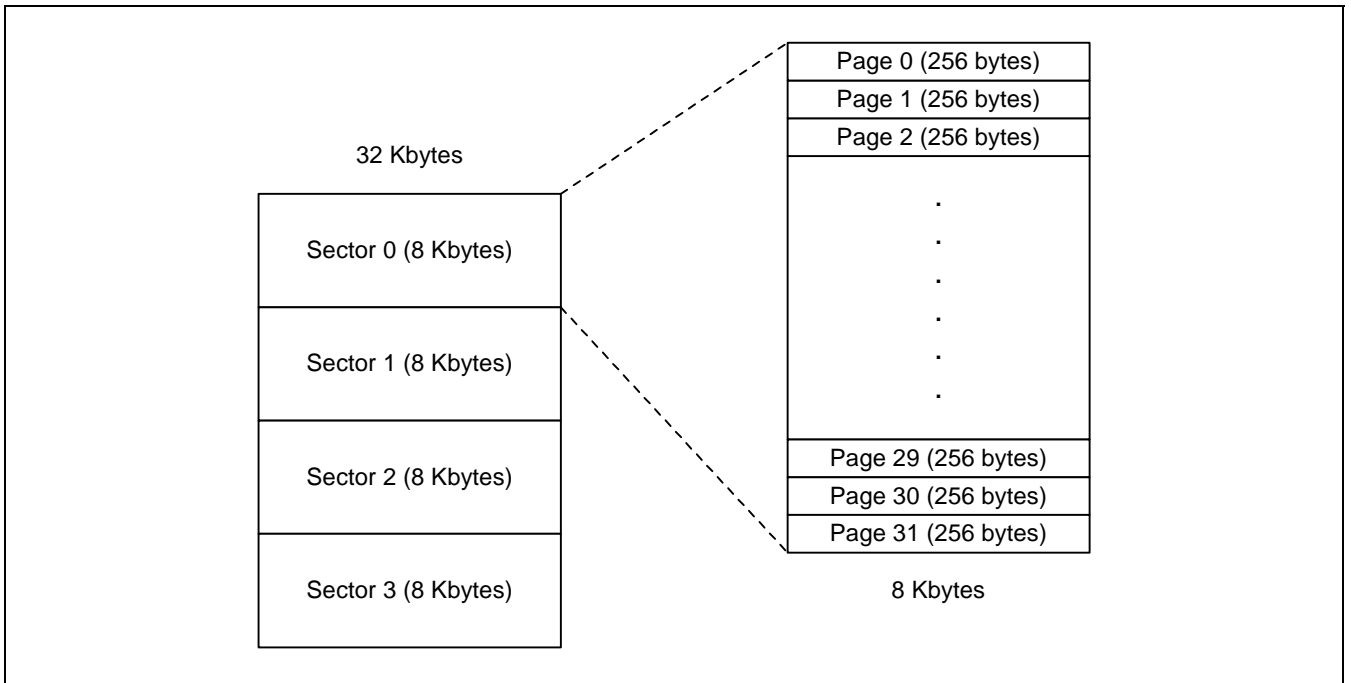 32 Kbytes
Sector 0 (8 Kbytes)
Sector 1 (8 Kbytes)
Sector 2 (8 Kbytes)
Sector 3 (8 Kbytes)
Page 0 (256 bytes)
Page 1 (256 bytes)
Page 2 (256 bytes)
.
.
.
.
.
.
Page 29 (256 bytes)
Page 30 (256 bytes)
Page 31 (256 bytes)
8 Kbytes